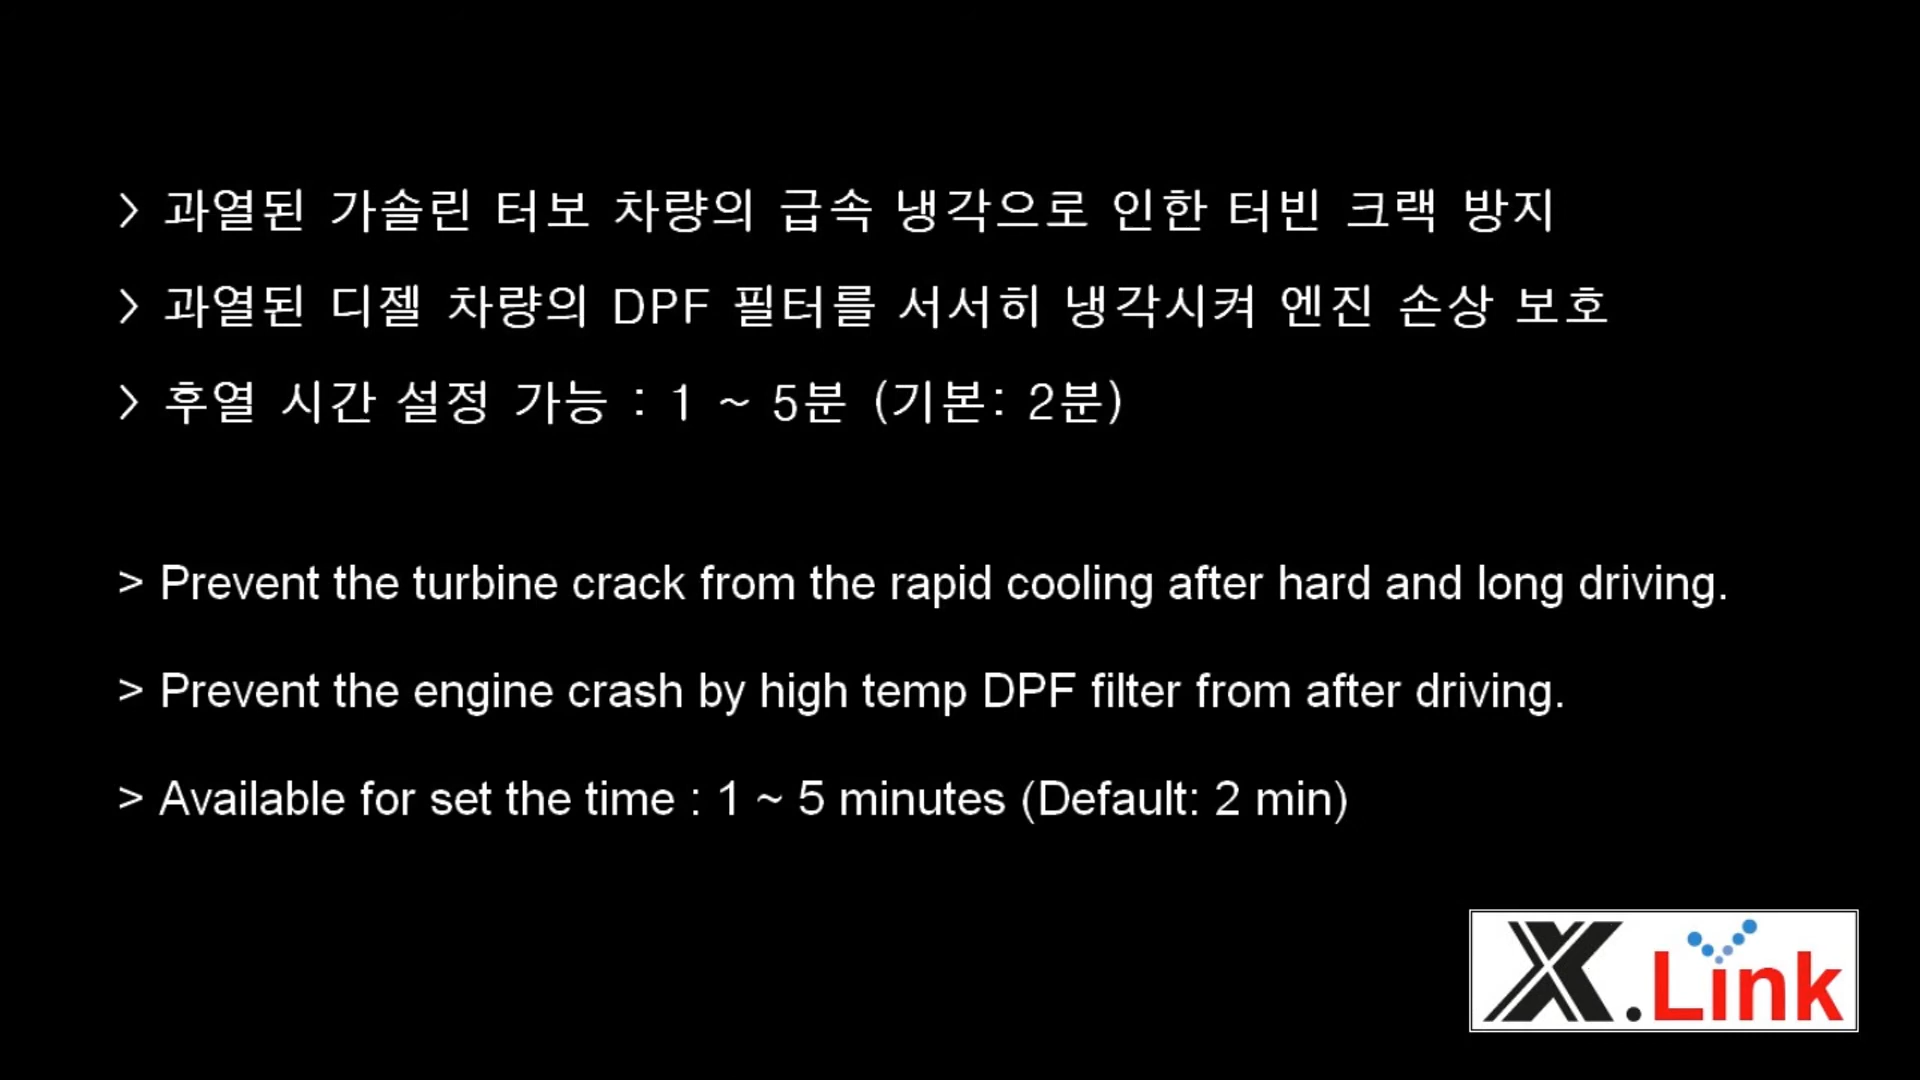 > 과열된 가솔린 터보 차량의 급속 냉각으로 인한 터빈 크랙 방지
> 과열된 디젤 차량의 DPF 필터를 서서히 냉각시켜 엔진 손상 보호
> 후열 시간 설정 가능 : 1 ~ 5분 (기본: 2분)
> Prevent the turbine crack from the rapid cooling after hard and long driving.
> Prevent the engine crash by high temp DPF filter from after driving.
> Available for set the time : 1 ~ 5 minutes (Default: 2 min)
X.Link